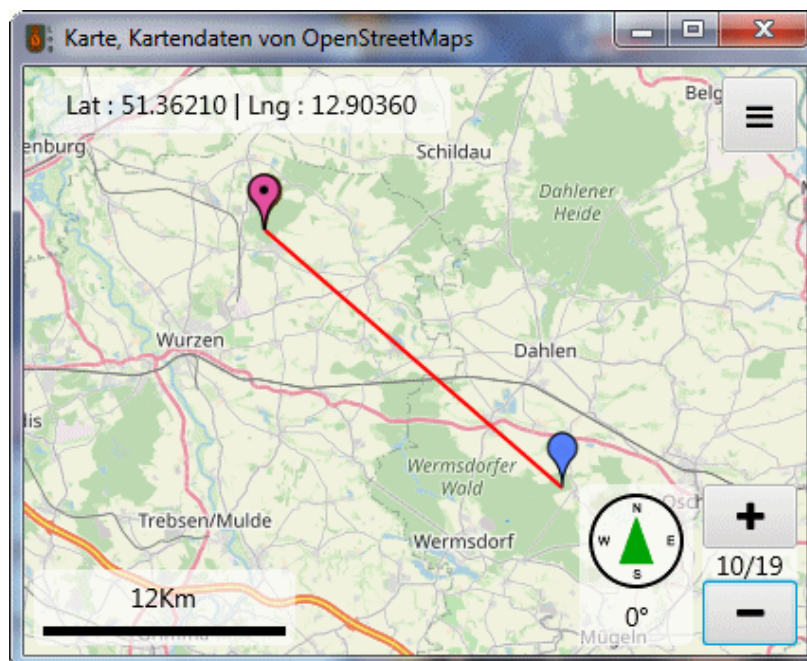 Karte, Kartendaten von OpenStreetMaps
Lat : 51.36210 | Lng : 12.90360
Belg
enburg
Schildau
Dahlener
Heide
Wurzen
Dahlen
lis
Wermsdorfer
Wald
Osch
Trebsen/Mulde
Wermsdorf
N
W E
S
0°
+
10/19
−
12Km
Mügeln